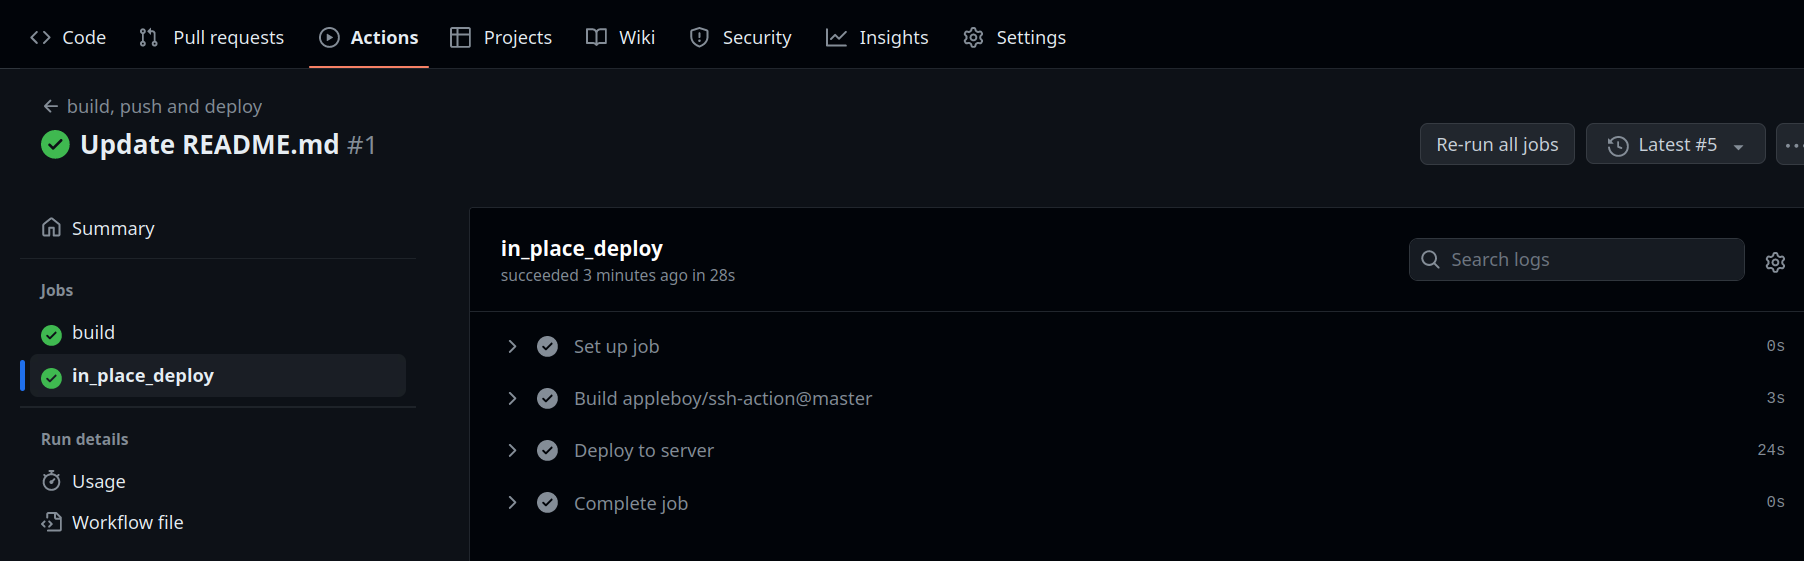 Code Pull requests Actions Projects Wiki Security Insights Settings
build, push and deploy
Update README.md #1
Re-run all jobs
Latest #5
Summary
Jobs
build
in_place_deploy
Run details
Usage
Workflow file
in_place_deploy
succeeded 3 minutes ago in 28s
Search logs
Set up job 0s
Build appleboy/ssh-action@master 3s
Deploy to server 24s
Complete job 0s